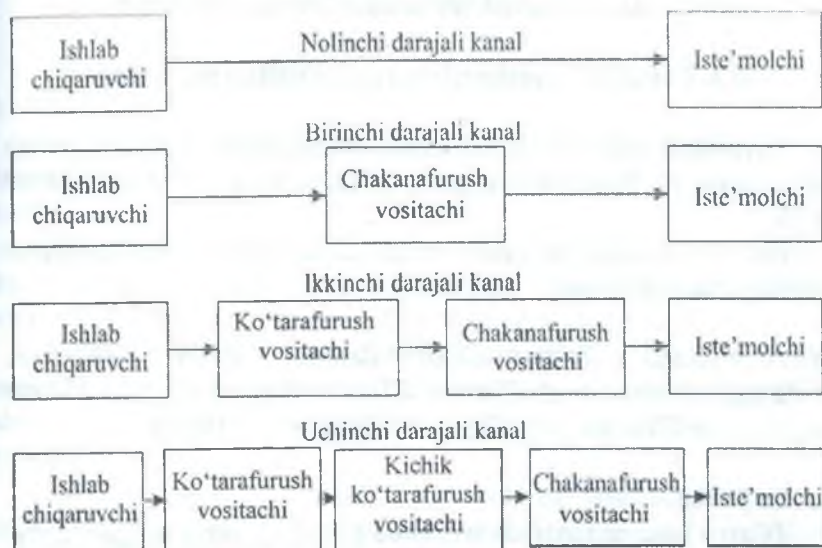 Nolinchi darajali kanal
Ishlab
chiqaruvchi
Iste’molchi
Birinchi darajali kanal
Ishlab
chiqaruvchi
Chakanafurush
vositachi
Iste’molchi
Ikkinchi darajali kanal
Ishlab
chiqaruvchi
Ko‘tarafurush
vositachi
Chakanafurush
vositachi
Iste’molchi
Uchinchi darajali kanal
Ishlab
chiqaruvchi
Ko‘tarafurush
vositachi
Kichik
ko‘tarafurush
vositachi
Chakanafurush
vositachi
Iste’molchi